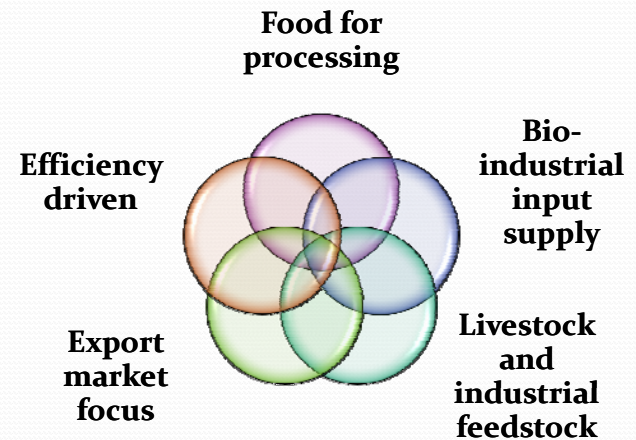 Food for
processing
Bio-
industrial
input
supply
Livestock
and
industrial
feedstock
Export
market
focus
Efficiency
driven